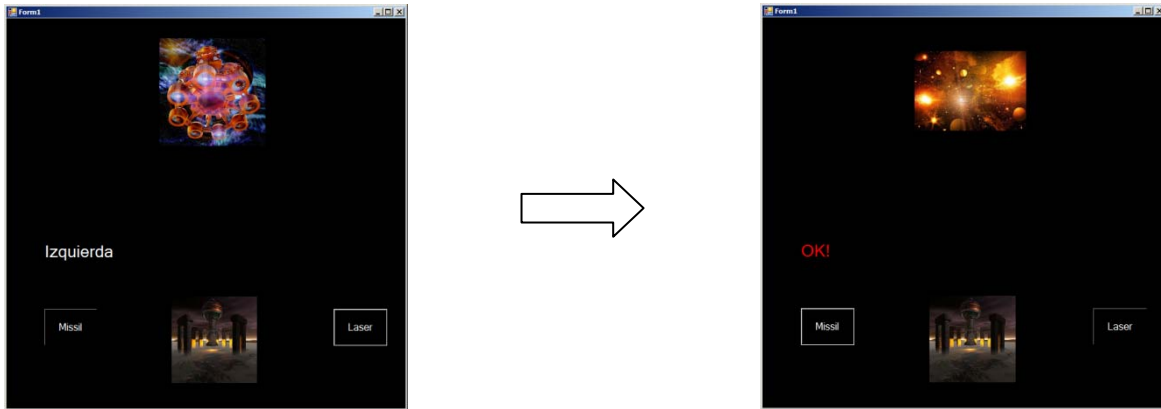 Form1
Izquierda
Missil
Laser
Form1
OK!
Missil
Laser